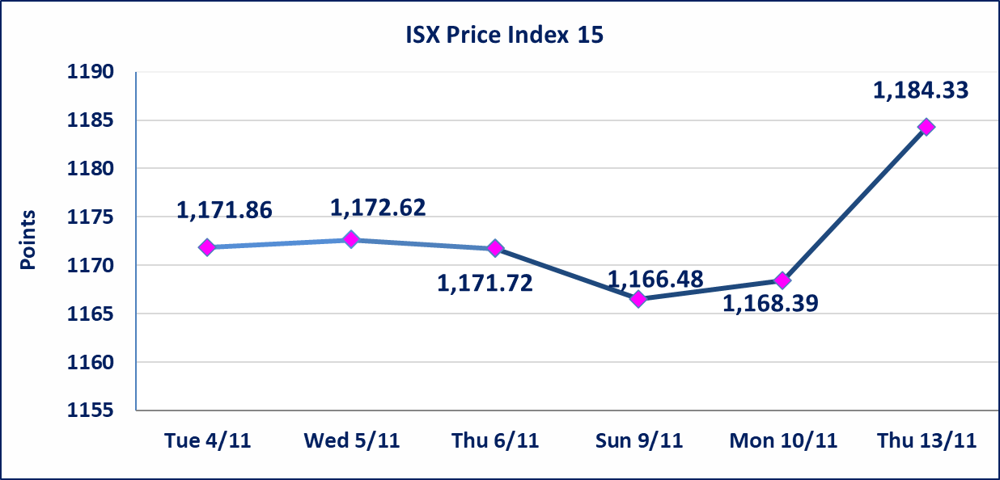 ISX Price Index 15
Points
1190
1185
1180
1175
1170
1165
1160
1155
1,171.86
1,172.62
1,171.72
1,166.48
1,168.39
1,184.33
Tue 4/11
Wed 5/11
Thu 6/11
Sun 9/11
Mon 10/11
Thu 13/11